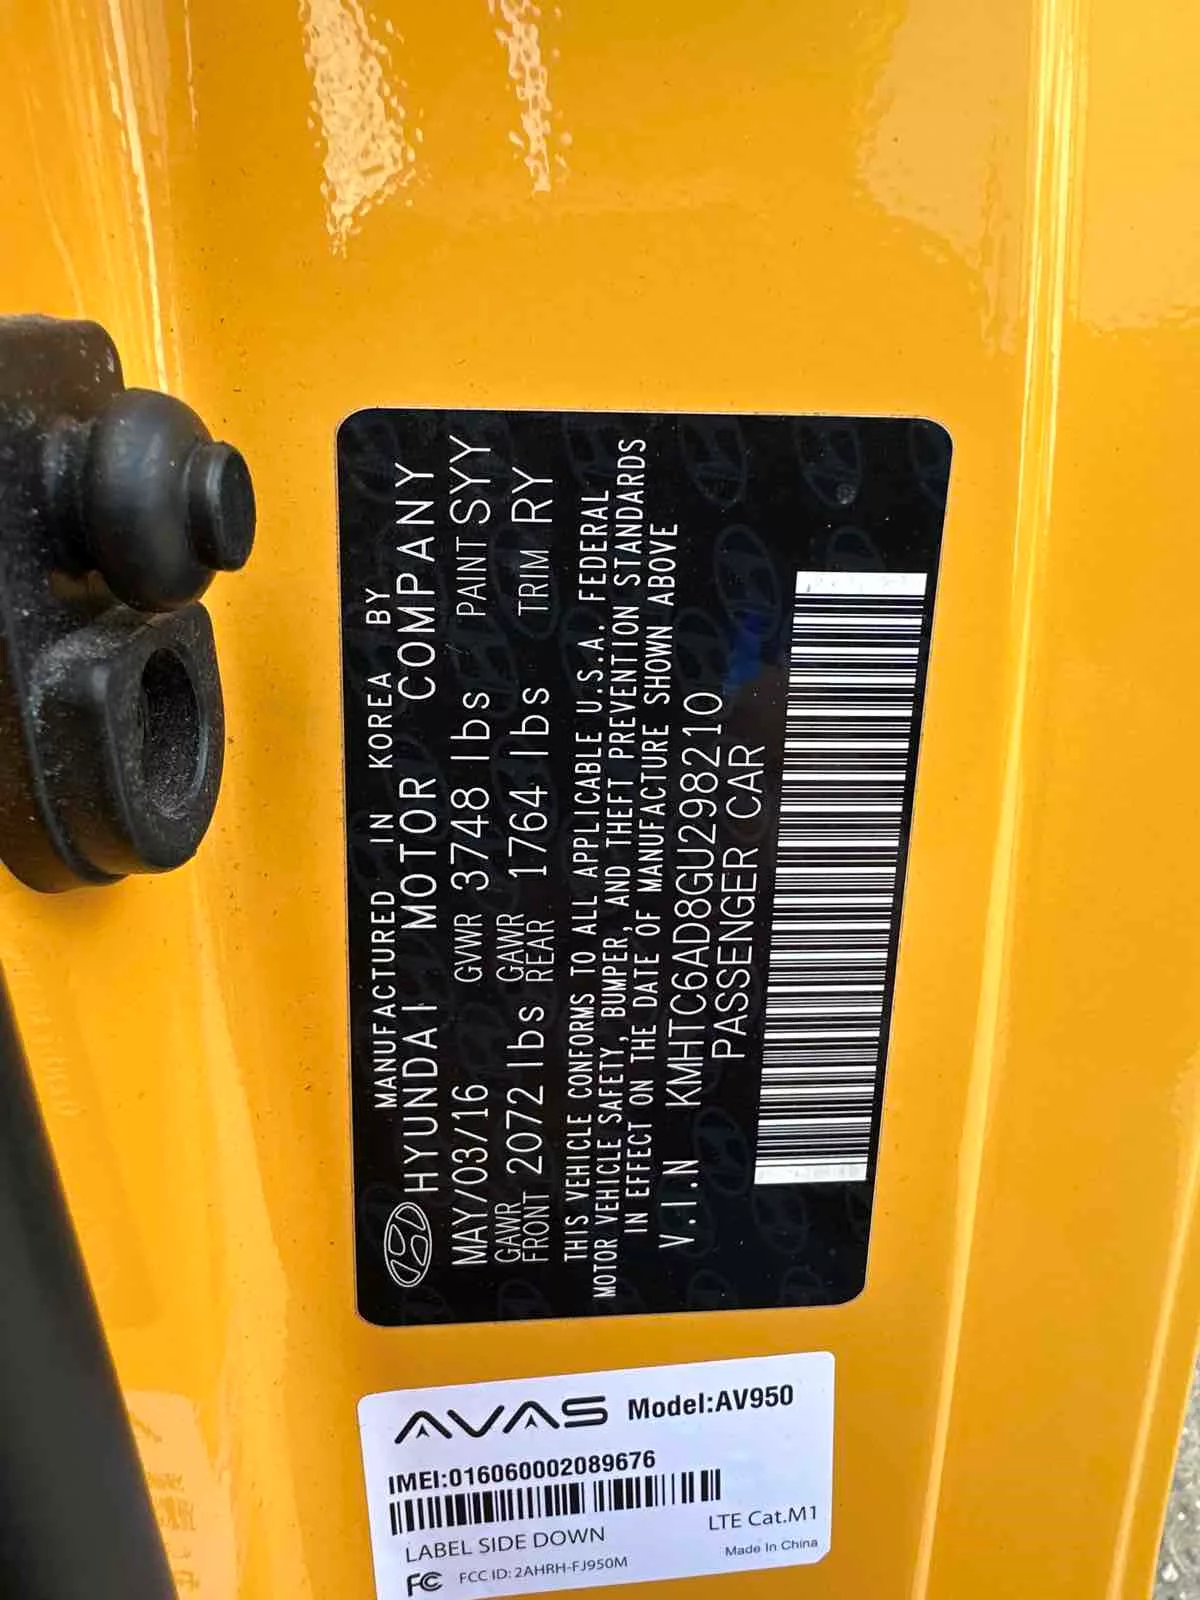 MANUFACTURED IN KOREA BY
HYUNDAI MOTOR COMPANY
MAY/03/16 GVWR 3748 lbs PAINT SYY
GAWR FRONT 2072 lbs GAWR REAR 1764 lbs TRIM RY
THIS VEHICLE CONFORMS TO ALL APPLICABLE U.S.A. FEDERAL
MOTOR VEHICLE SAFETY, BUMPER, AND THEFT PREVENTION STANDARDS
IN EFFECT ON THE DATE OF MANUFACTURE SHOWN ABOVE
V.I.N KMHTC6AD8GU298210
PASSENGER CAR
AVAS Model:AV950
IMEI:016060002089676
LABEL SIDE DOWN LTE Cat.M1
FC FCC ID: 2AHRH-FJ950M Made In China